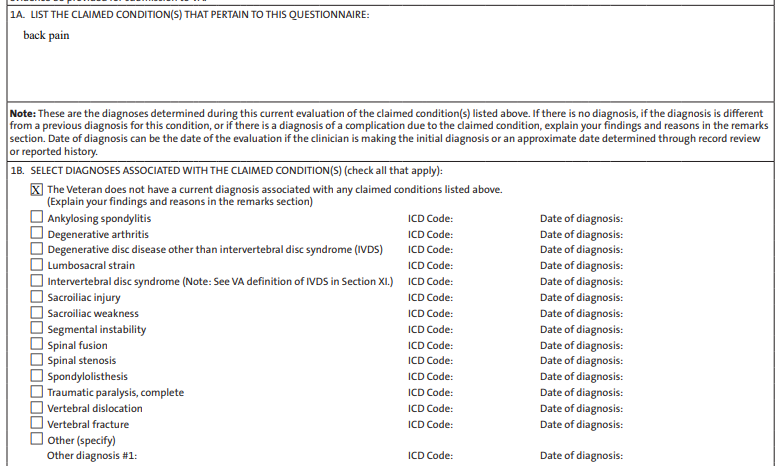 1A. LIST THE CLAIMED CONDITION(S) THAT PERTAIN TO THIS QUESTIONNAIRE:
back pain
Note: These are the diagnoses determined during this current evaluation of the claimed condition(s) listed above. If there is no diagnosis, if the diagnosis is different
from a previous diagnosis for this condition, or if there is a diagnosis of a complication due to the claimed condition, explain your findings and reasons in the remarks
section. Date of diagnosis can be the date of the evaluation if the clinician is making the initial diagnosis or an approximate date determined through record review
or reported history.
1B. SELECT DIAGNOSES ASSOCIATED WITH THE CLAIMED CONDITION(S) (check all that apply):
X The Veteran does not have a current diagnosis associated with any claimed conditions listed above.
(Explain your findings and reasons in the remarks section)
Ankylosing spondylitis ICD Code: Date of diagnosis:
Degenerative arthritis ICD Code: Date of diagnosis:
Degenerative disc disease other than intervertebral disc syndrome (IVDS) ICD Code: Date of diagnosis:
Lumbosacral strain ICD Code: Date of diagnosis:
Intervertebral disc syndrome (Note: See VA definition of IVDS in Section XI.) ICD Code: Date of diagnosis:
Sacroiliac injury ICD Code: Date of diagnosis:
Sacroiliac weakness ICD Code: Date of diagnosis:
Segmental instability ICD Code: Date of diagnosis:
Spinal fusion ICD Code: Date of diagnosis:
Spinal stenosis ICD Code: Date of diagnosis:
Spondylolisthesis ICD Code: Date of diagnosis:
Traumatic paralysis, complete ICD Code: Date of diagnosis:
Vertebral dislocation ICD Code: Date of diagnosis:
Vertebral fracture ICD Code: Date of diagnosis:
Other (specify)
Other diagnosis #1: ICD Code: Date of diagnosis: